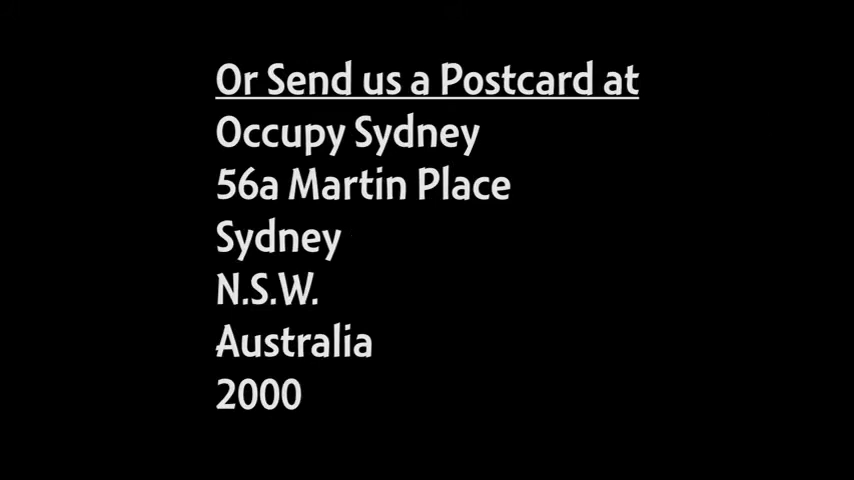 Or Send us a Postcard at
Occupy Sydney
56a Martin Place
Sydney
N.S.W.
Australia
2000